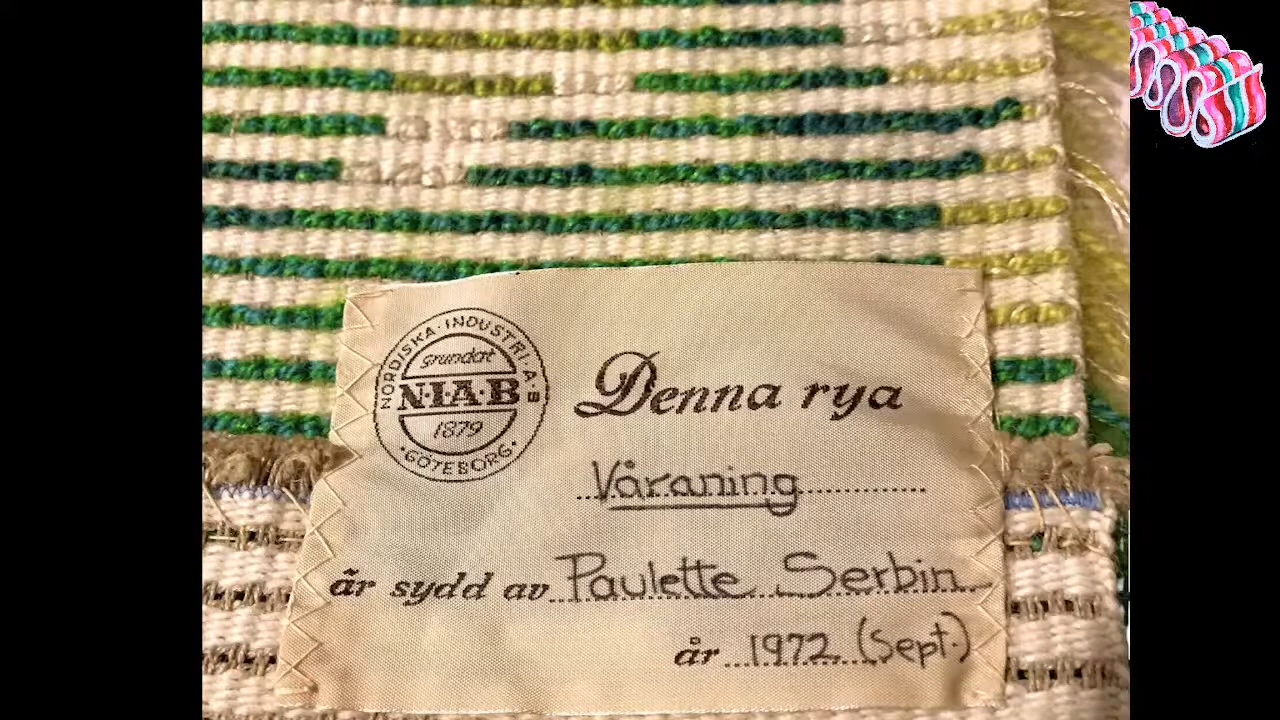 NORDISKA · INDUSTRI · A · B
grundat
N·I·A·B
1879
· GÖTEBORG ·
Denna rya
Våraning
är sydd av Paulette Serbin
år 1972 (Sept.)